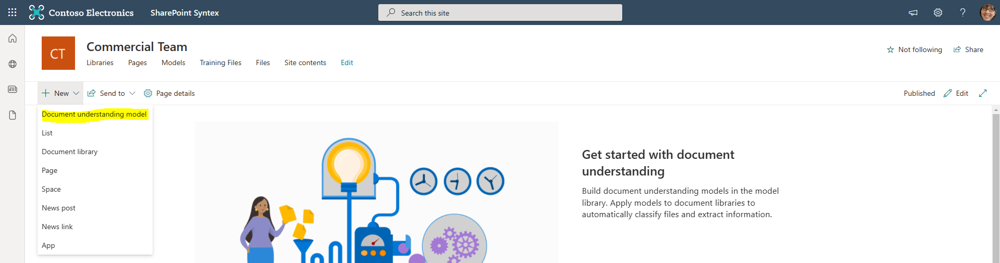 Contoso Electronics SharePoint Syntex Search this site ?
CT
Commercial Team
Not following Share
Libraries Pages Models Training Files Files Site contents Edit
New Send to Page details Published Edit
Document understanding model
List
Document library
Page
Space
News post
News link
App
Get started with document
understanding
Build document understanding models in the model
library. Apply models to document libraries to
automatically classify files and extract information.